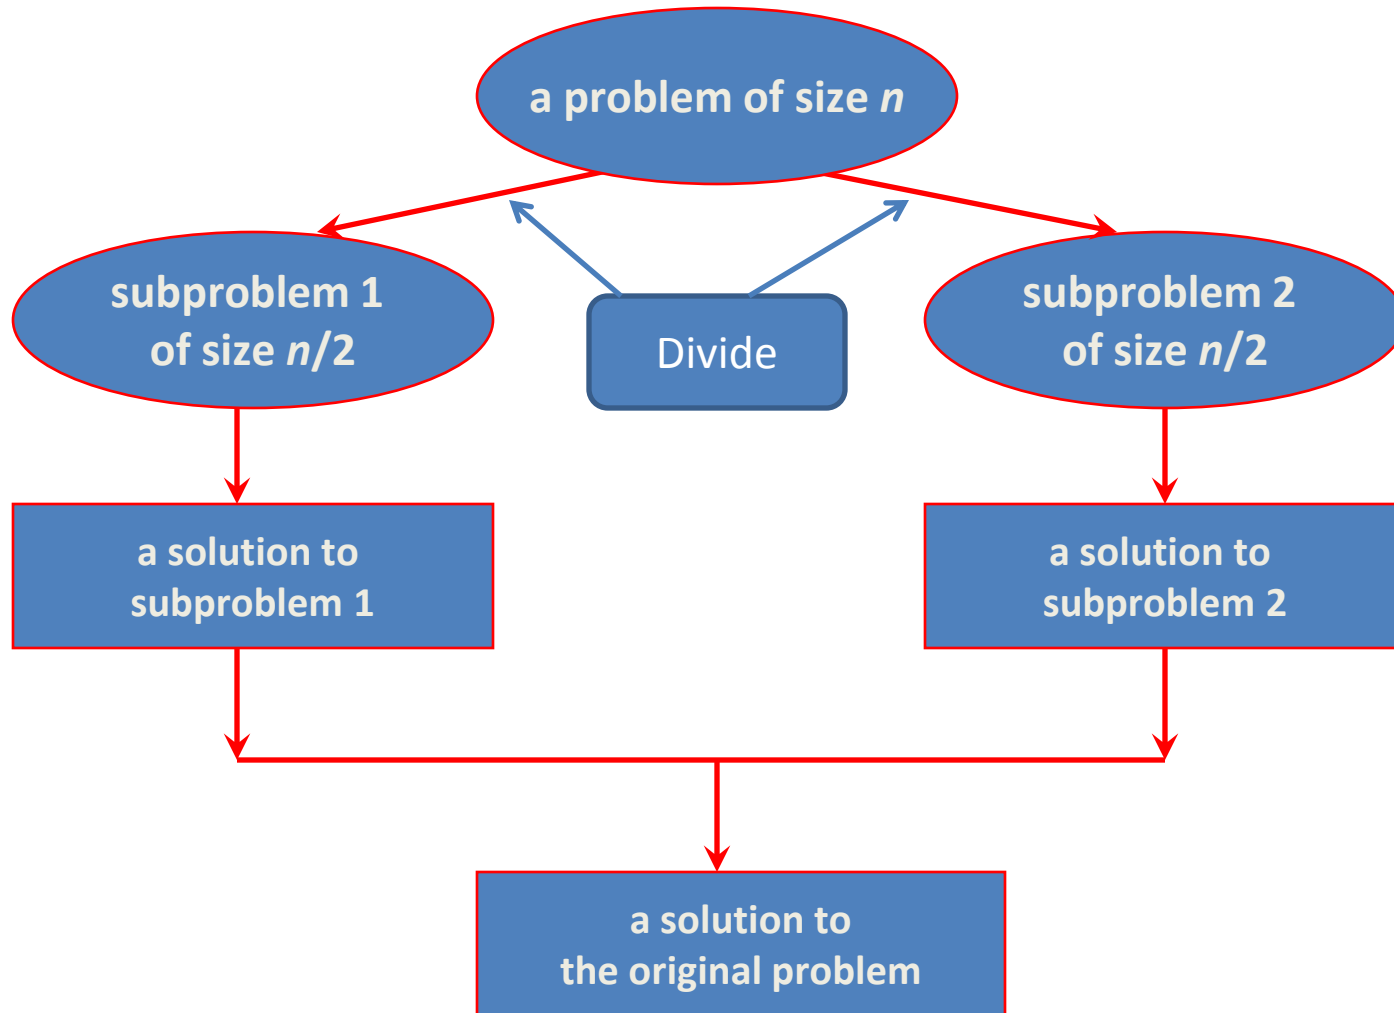 a problem of size n
subproblem 1
of size n/2
Divide
subproblem 2
of size n/2
a solution to
subproblem 1
a solution to
subproblem 2
a solution to
the original problem